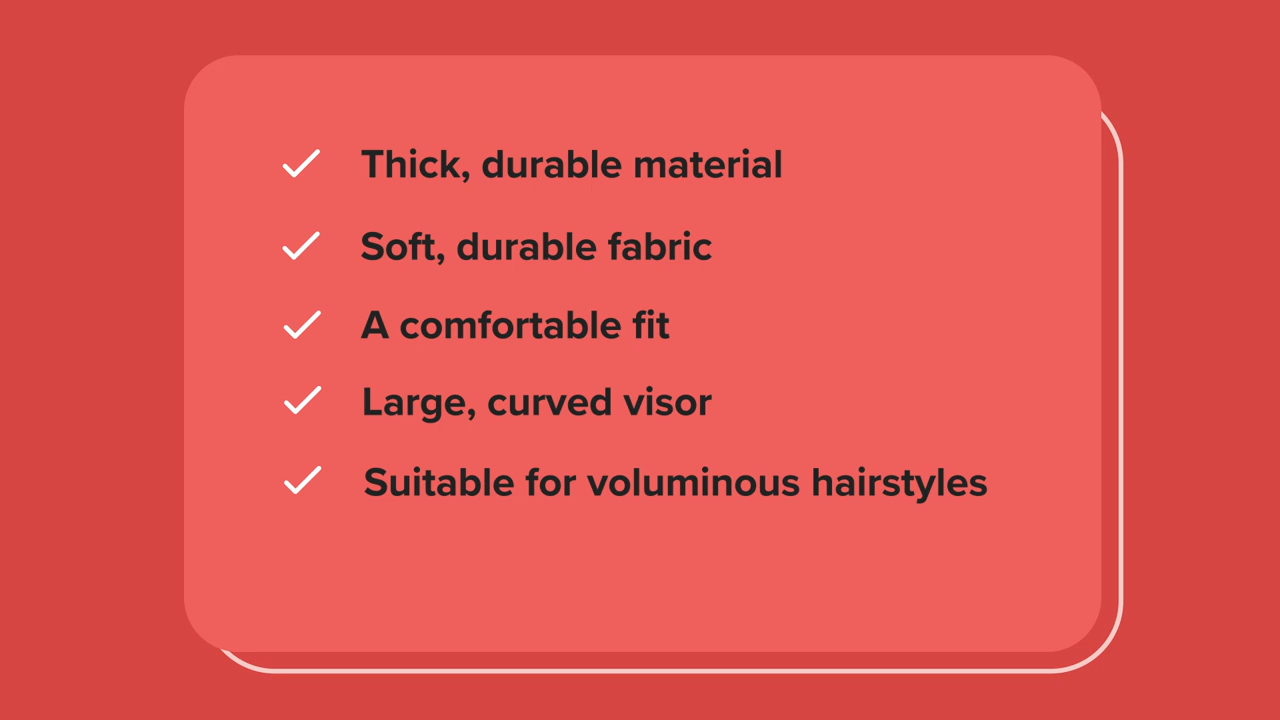 Thick, durable material
Soft, durable fabric
A comfortable fit
Large, curved visor
Suitable for voluminous hairstyles